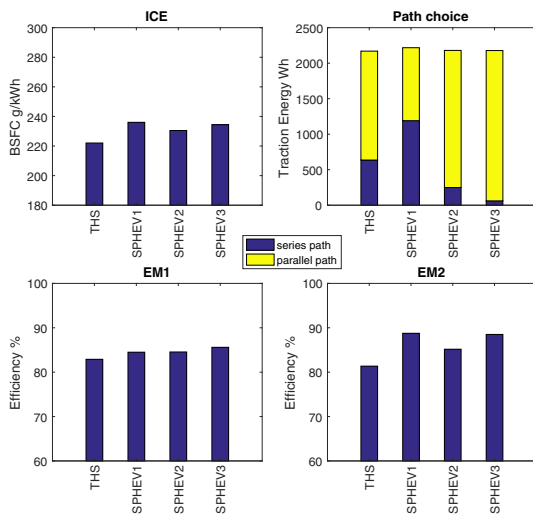 ICE
BSFC g/kWh
300
280
260
240
220
200
180
THS
SPHEV1
SPHEV2
SPHEV3
Path choice
Traction Energy Wh
2500
2000
1500
1000
500
0
THS
SPHEV1
SPHEV2
SPHEV3
series path
parallel path
EM1
Efficiency %
100
90
80
70
60
THS
SPHEV1
SPHEV2
SPHEV3
EM2
Efficiency %
100
90
80
70
60
THS
SPHEV1
SPHEV2
SPHEV3